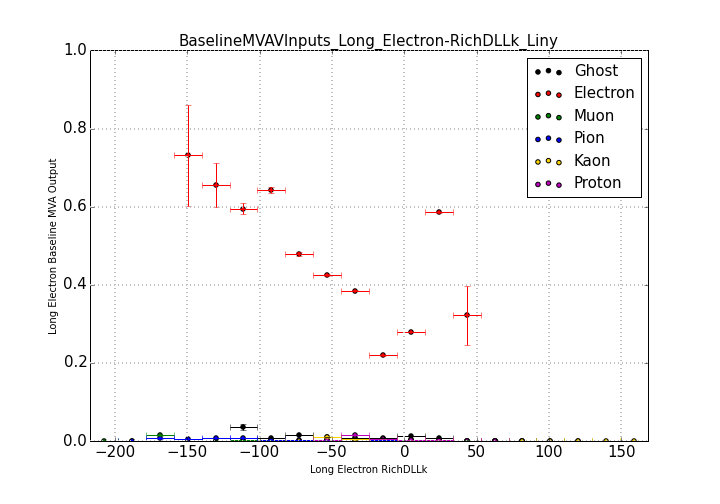 BaselineMVAVInputs_Long_Electron-RichDLLk_Liny
1.0
0.8
0.6
0.4
0.2
0.0
Long Electron Baseline MVA Output
Ghost
Electron
Muon
Pion
Kaon
Proton
−200 −150 −100 −50 0 50 100 150
Long Electron RichDLLk